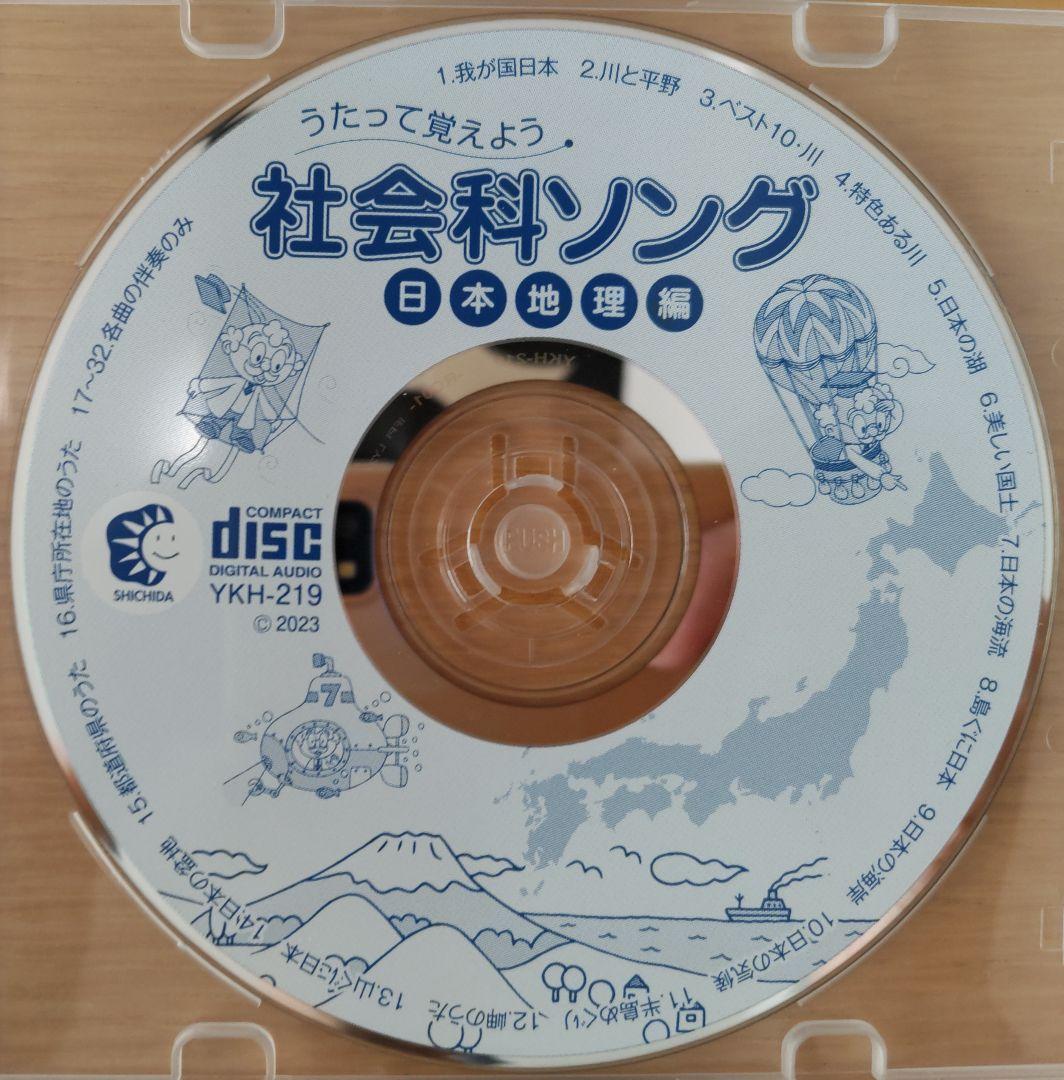 うたって覚えよう
社会科ソング
日本地理編
1.我が国日本
2.川と平野
3.ベスト10・川
4.特色ある川
5.日本の湖
6.美しい国土
7.日本の海流
8.島ぐに日本
9.日本の海岸
10.日本の気候
11.半島めぐり
12.岬のうた
13.山ぐに日本
14.日本の盆地
15.都道府県のうた
16.県庁所在地のうた
17~32.各曲の伴奏のみ
SHICHIDA
COMPACT
disc
DIGITAL AUDIO
YKH-219
© 2023
7
PUSH